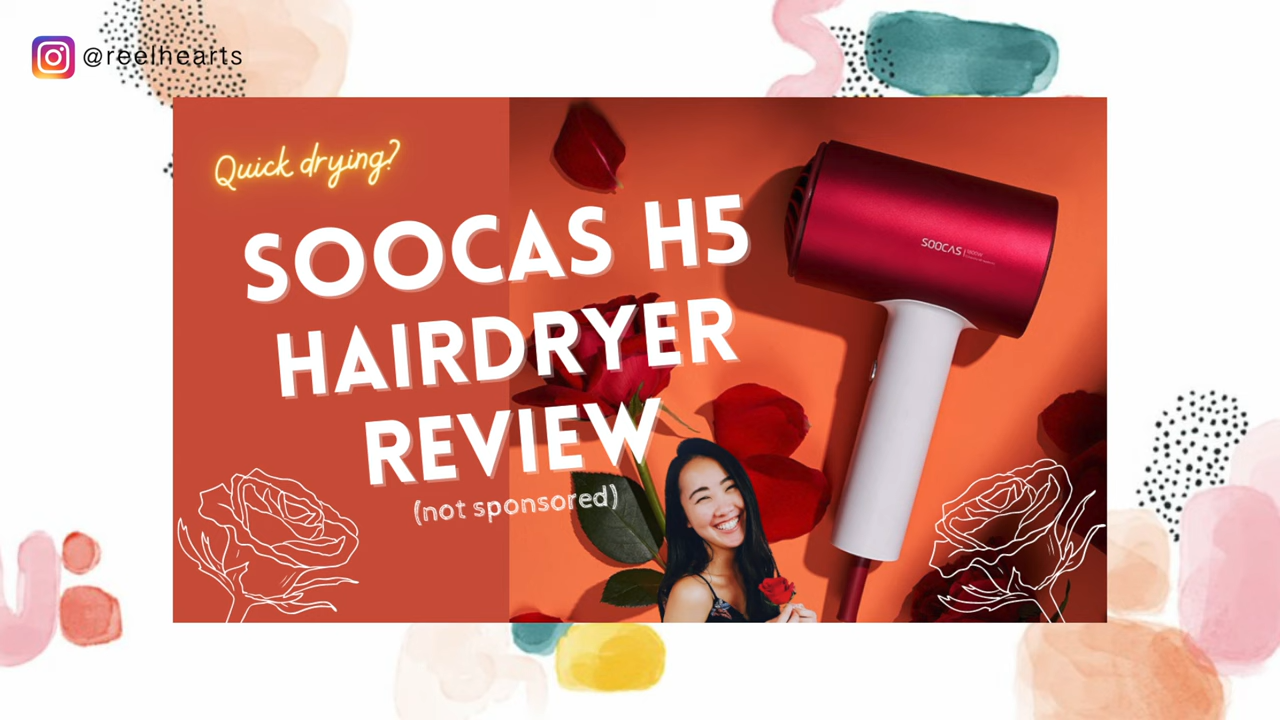 @reelhearts
Quick drying?
SOOCAS H5
HAIRDRYER
REVIEW
(not sponsored)
SOOCAS